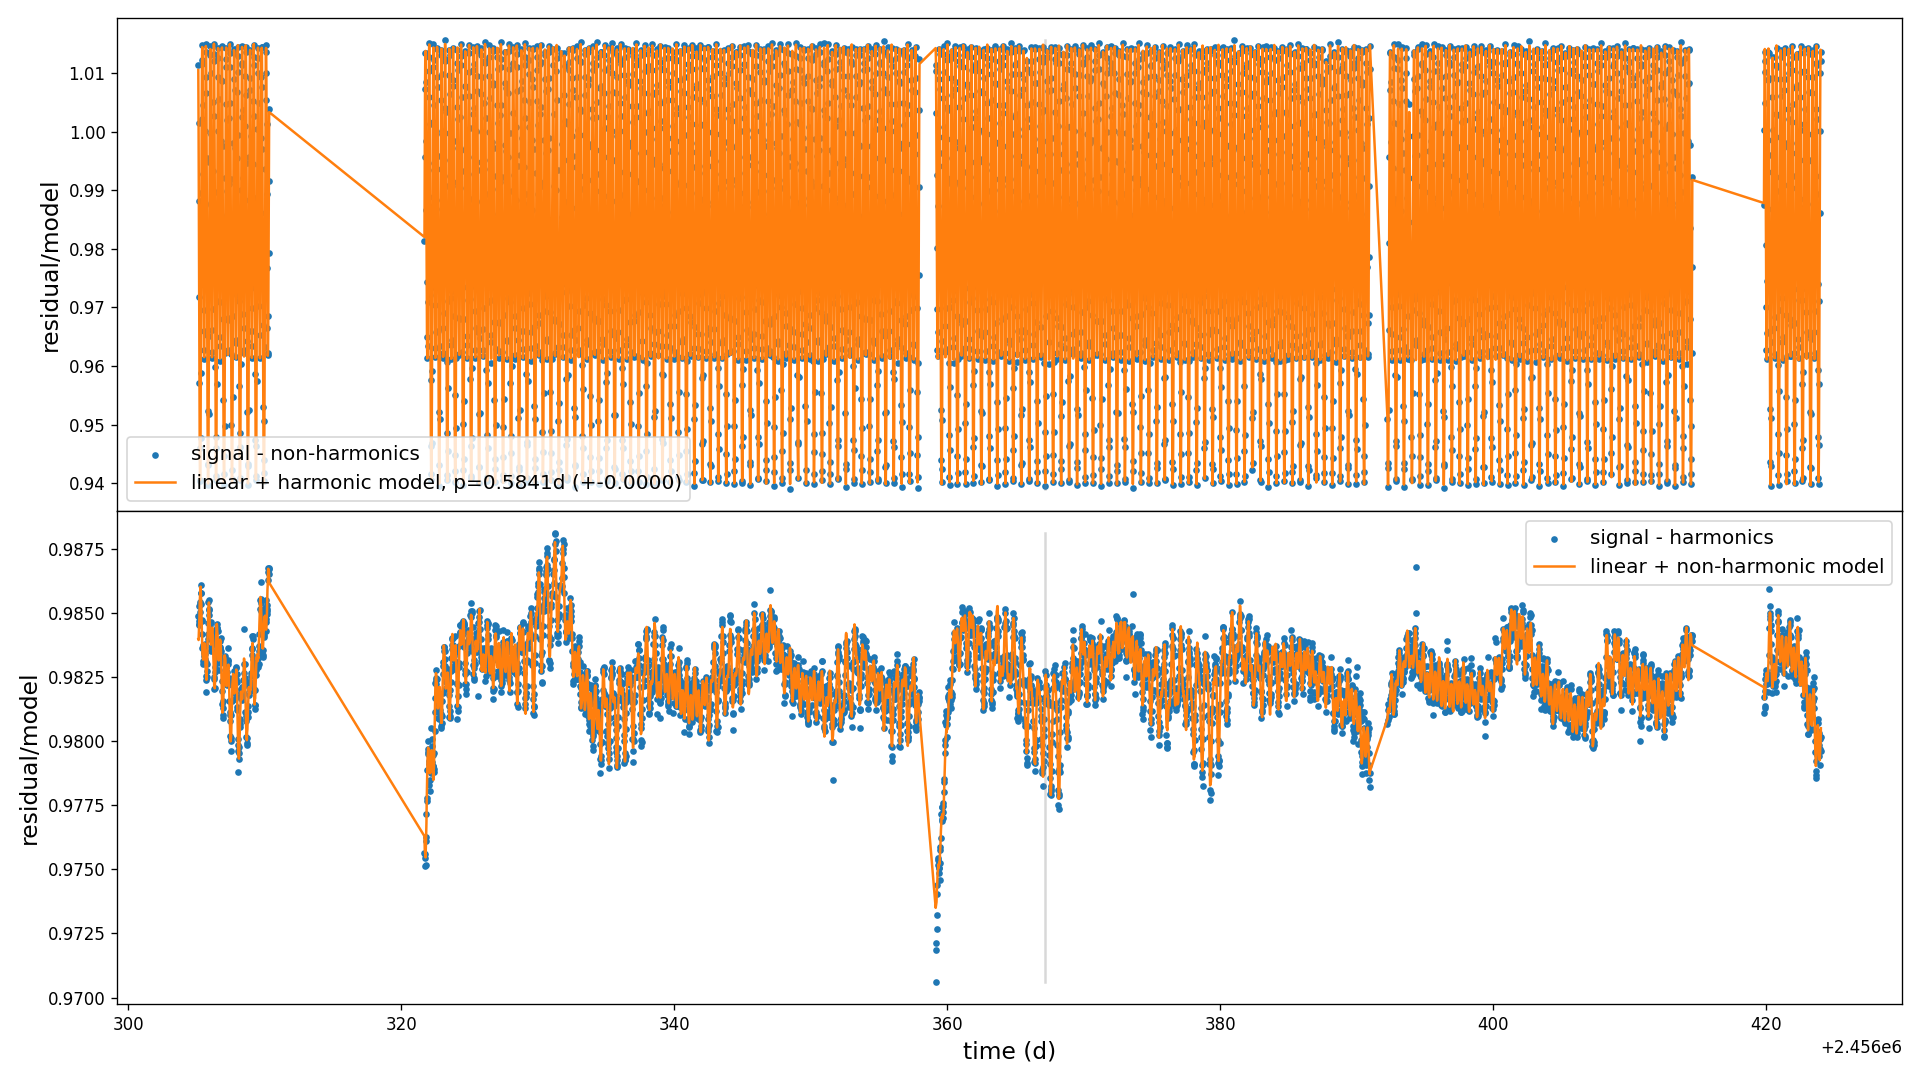 1.01
1.00
0.99
0.98
0.97
0.96
0.95
0.94
residual/model
signal - non-harmonics
linear + harmonic model, p=0.5841d (+-0.0000)
0.9875
0.9850
0.9825
0.9800
0.9775
0.9750
0.9725
0.9700
residual/model
signal - harmonics
linear + non-harmonic model
300
320
340
360
380
400
420
time (d)
+2.456e6